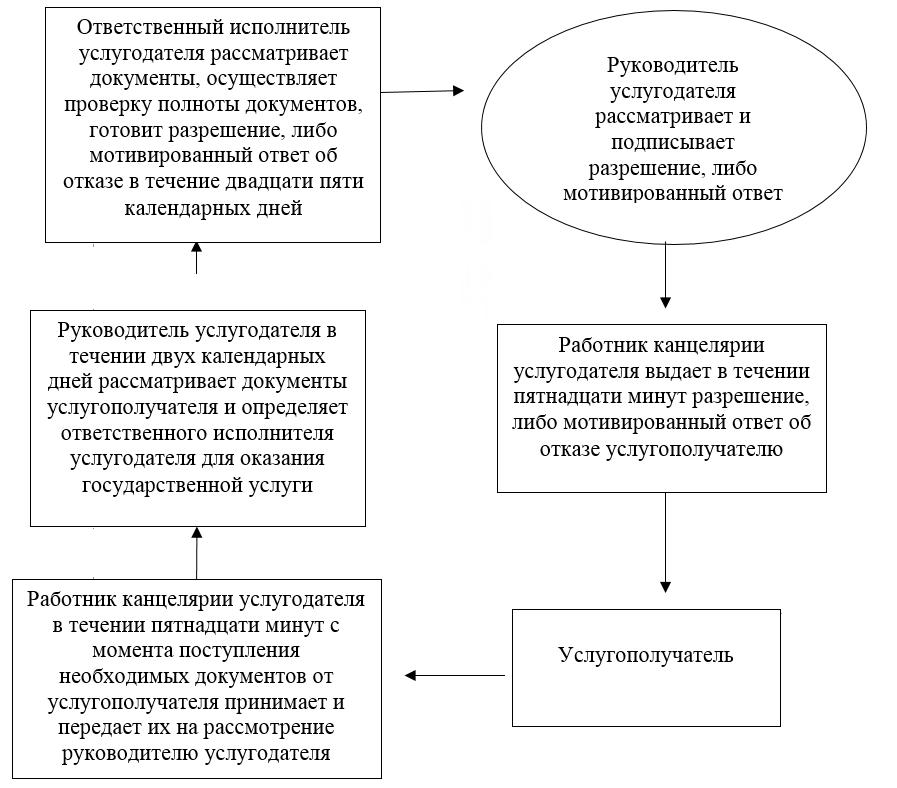 Ответственный исполнитель
услугодателя рассматривает
документы, осуществляет
проверку полноты документов,
готовит разрешение, либо
мотивированный ответ об
отказе в течение двадцати пяти
календарных дней
Руководитель
услугодателя
рассматривает и
подписывает
разрешение, либо
мотивированный ответ
Руководитель услугодателя в
течении двух календарных
дней рассматривает документы
услугополучателя и определяет
ответственного исполнителя
услугодателя для оказания
государственной услуги
Работник канцелярии
услугодателя выдает в течении
пятнадцати минут разрешение,
либо мотивированный ответ об
отказе услугополучателю
Работник канцелярии услугодателя
в течении пятнадцати минут с
момента поступления
необходимых документов от
услугополучателя принимает и
передает их на рассмотрение
руководителю услугодателя
Услугополучатель